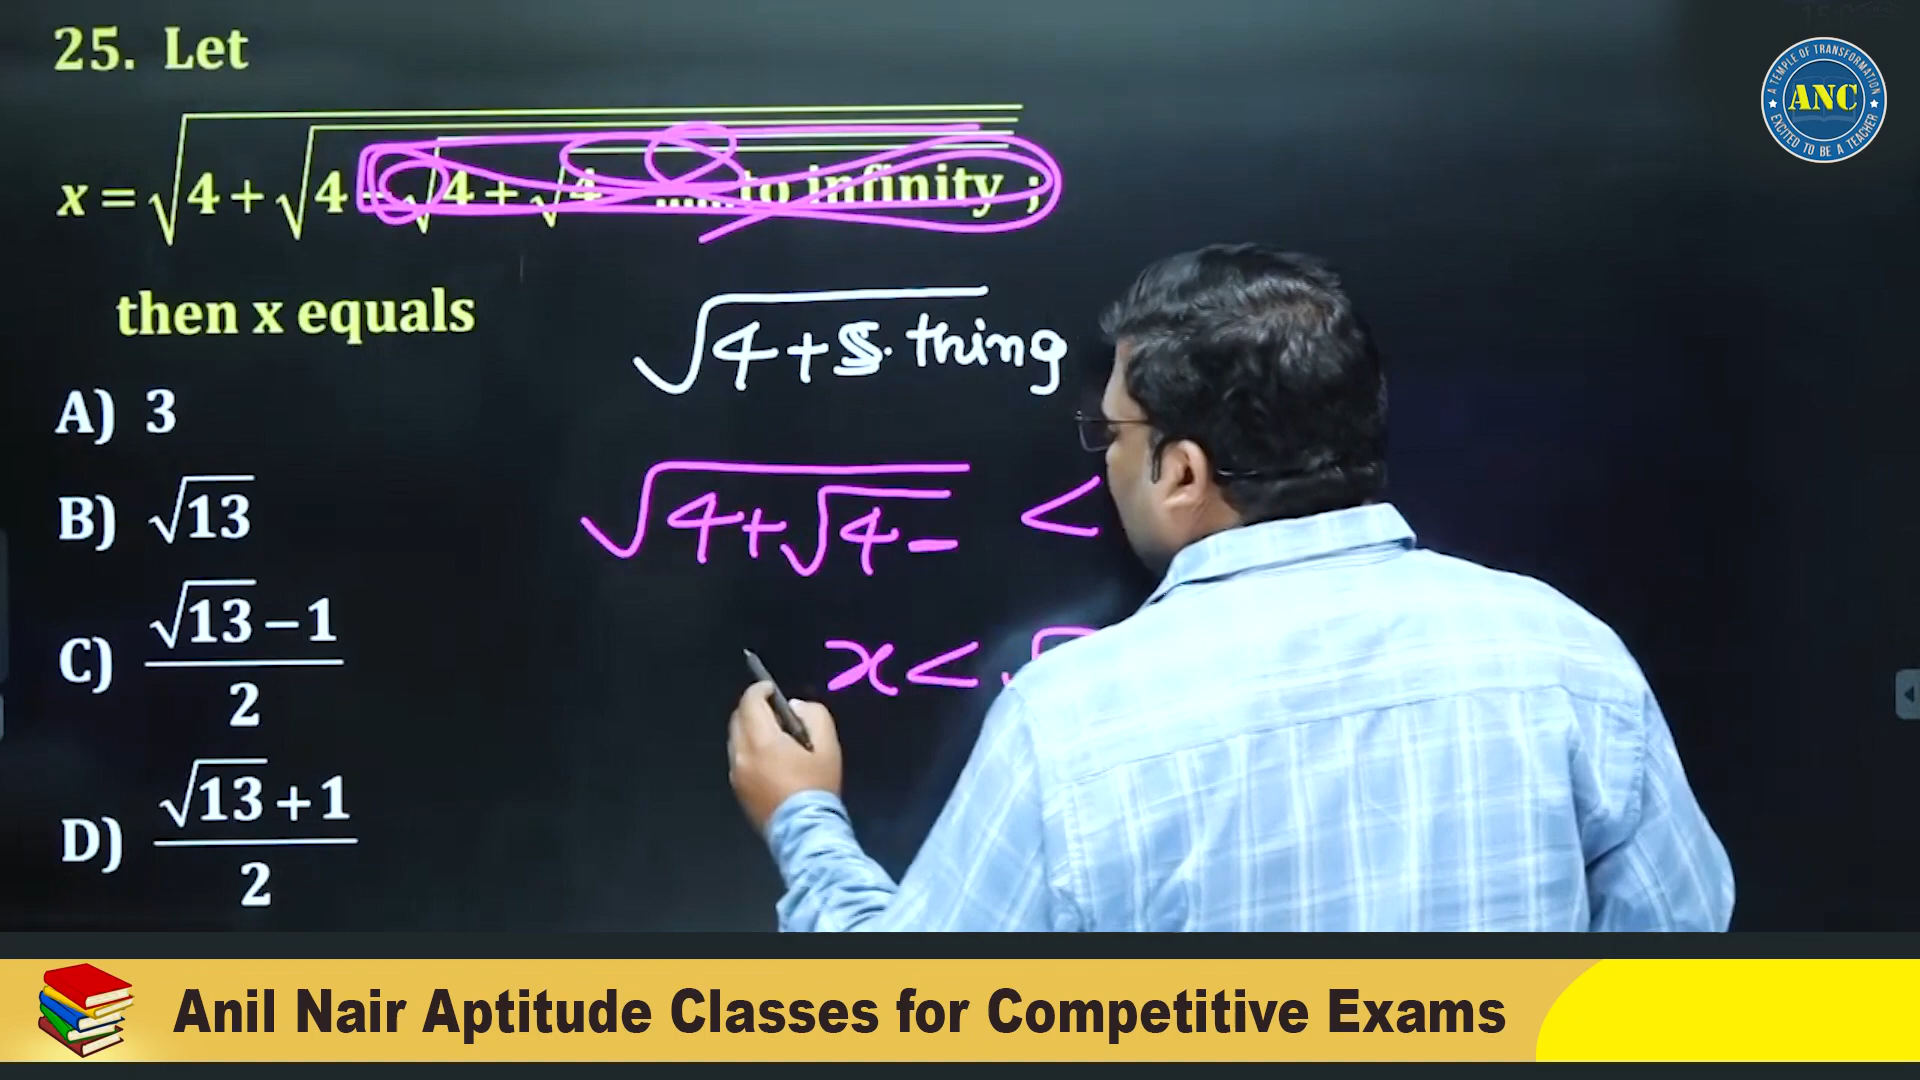 25. Let
x = √4 + √4 − √4 + √4 ......to infinity ;
then x equals
√4 + S. thing
A) 3
√4 + √4 − <
B) √13
x < √
C) (√13 − 1)/2
D) (√13 + 1)/2
A TEMPLE OF TRANSFORMATION
ANC
EXCITED TO BE A TEACHER
Anil Nair Aptitude Classes for Competitive Exams